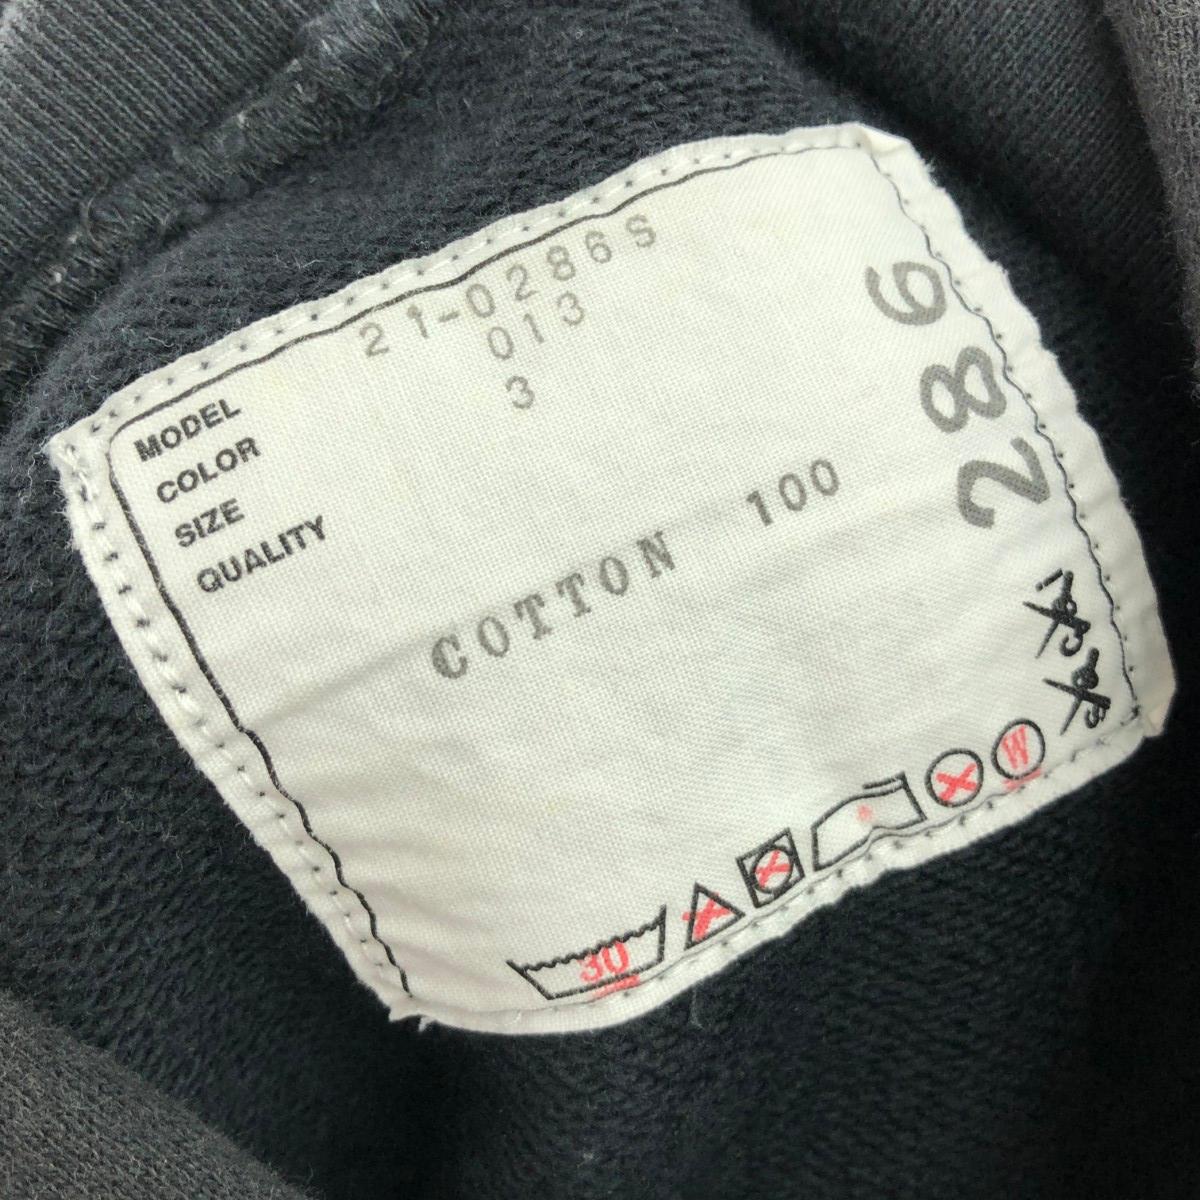 MODEL 21-0286S
COLOR 013
SIZE 3
QUALITY
COTTON 100
286
30
W